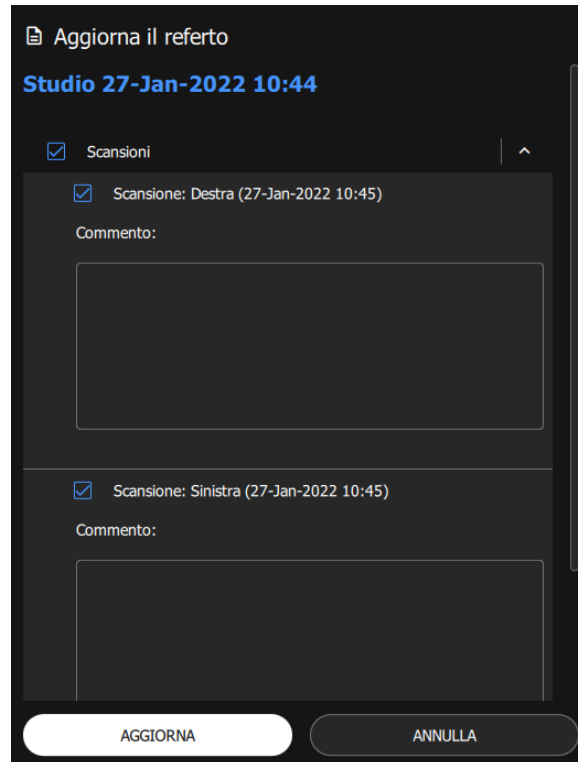 Aggiorna il referto
Studio 27-Jan-2022 10:44
Scansioni
Scansione: Destra (27-Jan-2022 10:45)
Commento:
Scansione: Sinistra (27-Jan-2022 10:45)
Commento:
AGGIORNA
ANNULLA